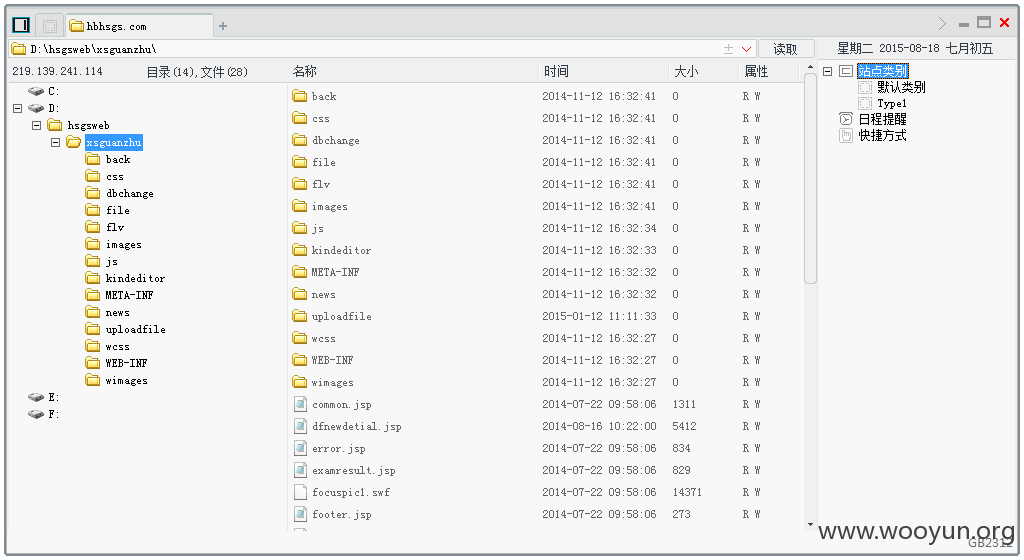 hbhsgs.com
D:\hsgsweb\xsguanzhu\
读取
星期二 2015-08-18 七月初五
219.139.241.114 目录(14),文件(28)
名称 时间 大小 属性
C:
D:
hsgsweb
xsguanzhu
back
css
dbchange
file
flv
images
js
kindeditor
META-INF
news
uploadfile
wcss
WEB-INF
wimages
E:
F:
back 2014-11-12 16:32:41 0 R W
css 2014-11-12 16:32:41 0 R W
dbchange 2014-11-12 16:32:41 0 R W
file 2014-11-12 16:32:41 0 R W
flv 2014-11-12 16:32:41 0 R W
images 2014-11-12 16:32:41 0 R W
js 2014-11-12 16:32:34 0 R W
kindeditor 2014-11-12 16:32:33 0 R W
META-INF 2014-11-12 16:32:32 0 R W
news 2014-11-12 16:32:32 0 R W
uploadfile 2015-01-12 11:11:33 0 R W
wcss 2014-11-12 16:32:27 0 R W
WEB-INF 2014-11-12 16:32:27 0 R W
wimages 2014-11-12 16:32:27 0 R W
common.jsp 2014-07-22 09:58:06 1311 R W
dfnewdetial.jsp 2014-08-16 10:22:00 5412 R W
error.jsp 2014-07-22 09:58:06 834 R W
examresult.jsp 2014-07-22 09:58:06 829 R W
focuspic1.swf 2014-07-22 09:58:06 14371 R W
footer.jsp 2014-07-22 09:58:06 273 R W
站点类别
默认类别
Type1
日程提醒
快捷方式
www.wooyun.org
GB2312